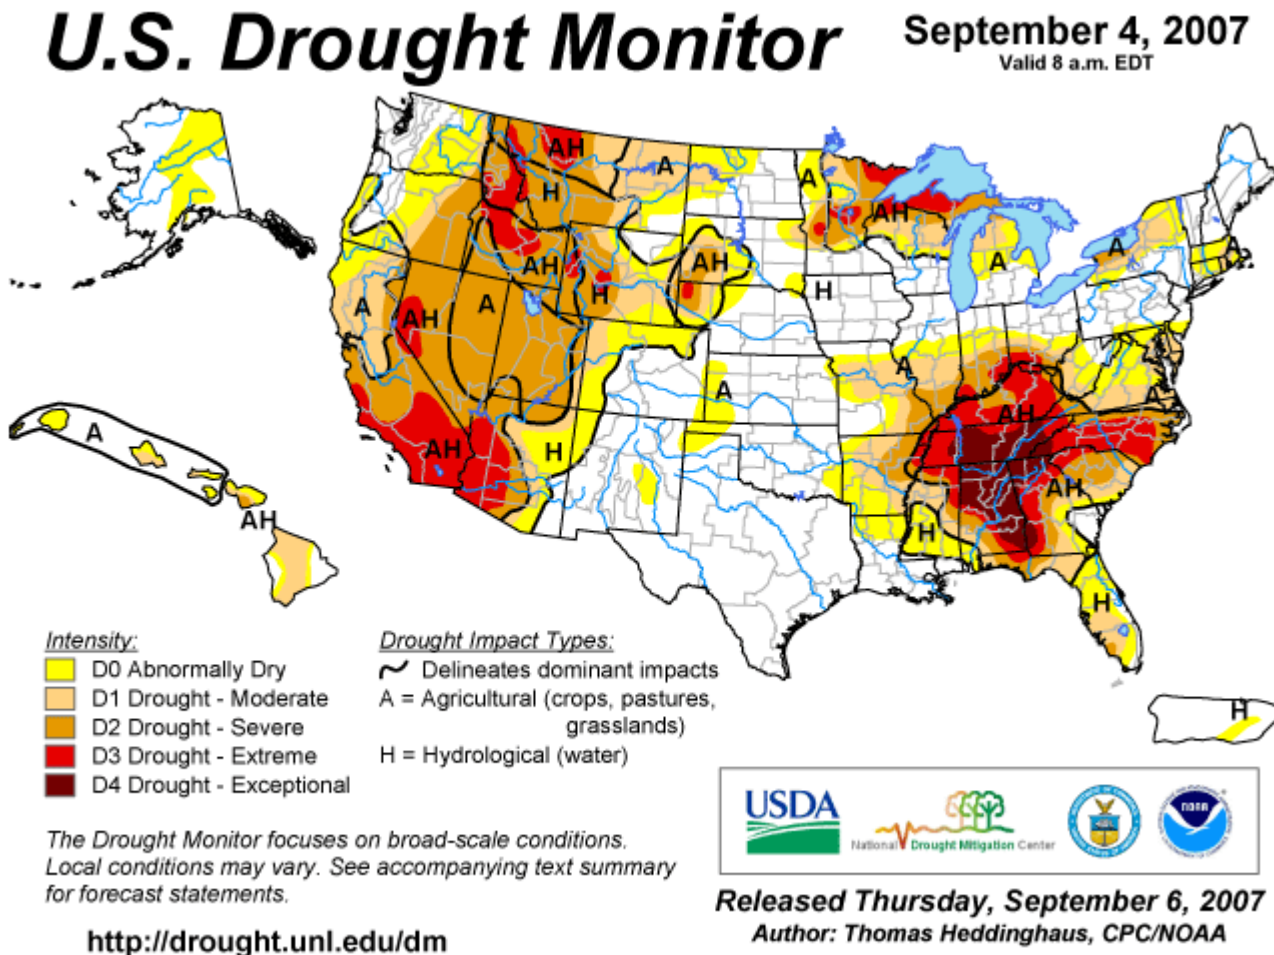 U.S. Drought Monitor
September 4, 2007
Valid 8 a.m. EDT
AH
A
H
A
AH
AH
A
A
AH
H
H
A
AH
A
A
A
A
AH
AH
H
AH
H
H
A
AH
H
Intensity:
D0 Abnormally Dry
D1 Drought - Moderate
D2 Drought - Severe
D3 Drought - Extreme
D4 Drought - Exceptional
Drought Impact Types:
Delineates dominant impacts
A = Agricultural (crops, pastures,
grasslands)
H = Hydrological (water)
The Drought Monitor focuses on broad-scale conditions.
Local conditions may vary. See accompanying text summary
for forecast statements.
http://drought.unl.edu/dm
USDA
National Drought Mitigation Center
NOAA
Released Thursday, September 6, 2007
Author: Thomas Heddinghaus, CPC/NOAA